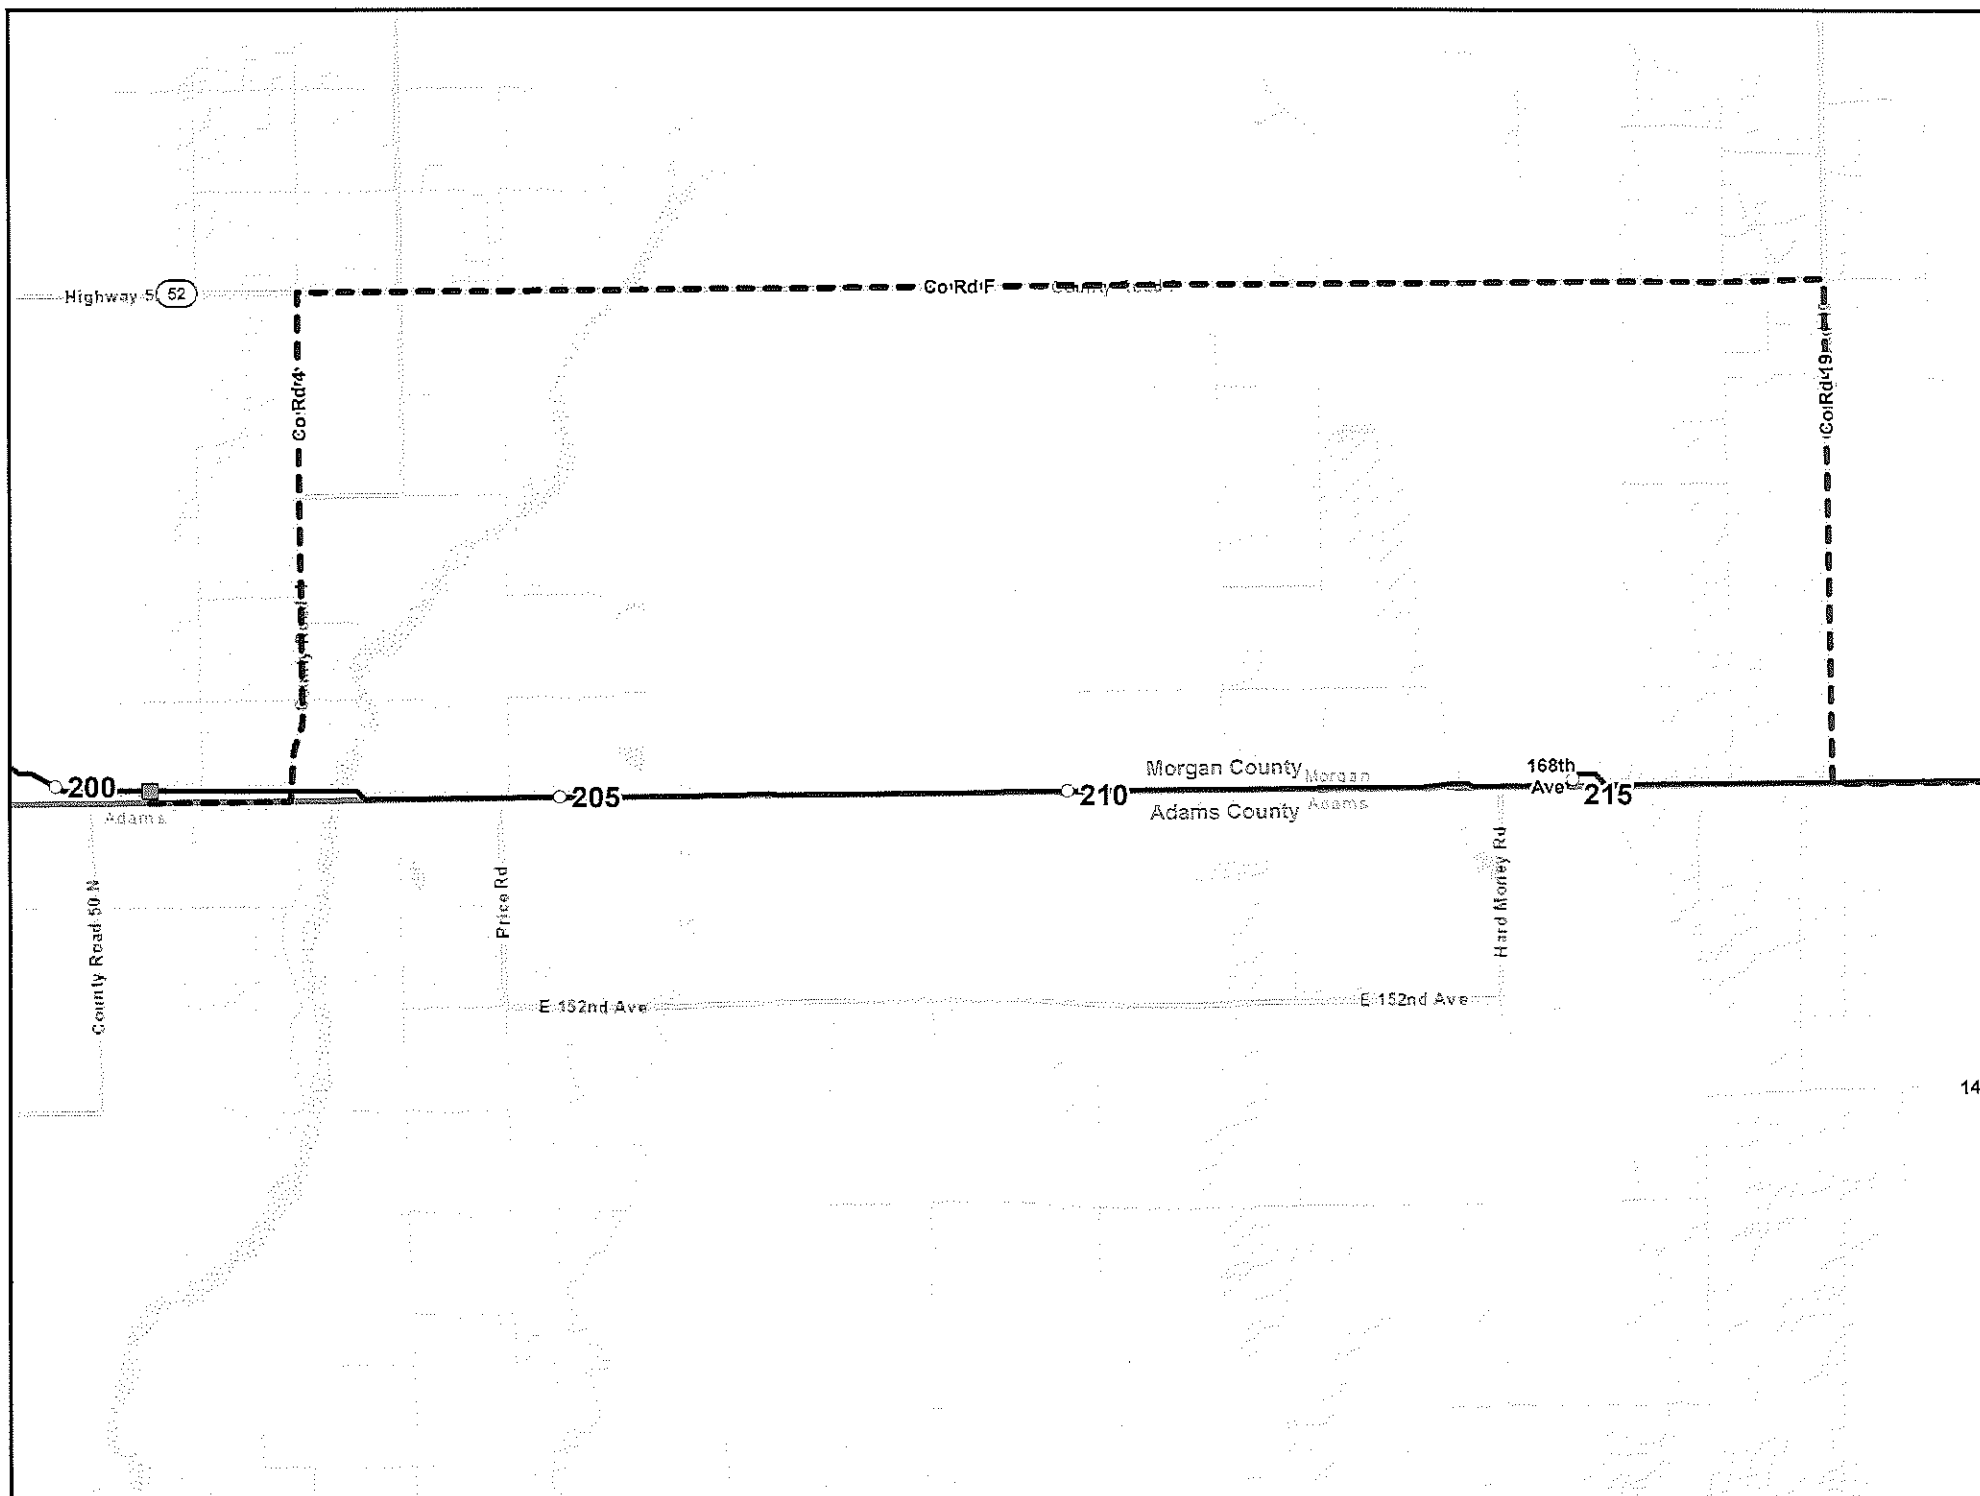 Highway 5
52
Co Rd F
Co Rd 4
Co Rd 19
Morgan County
Morgan
168th
Ave
200
205
210
215
Adams County
Adams
Adams
County Road 50 N
Price Rd
Hard Money Rd
E 152nd Ave
E 152nd Ave
14